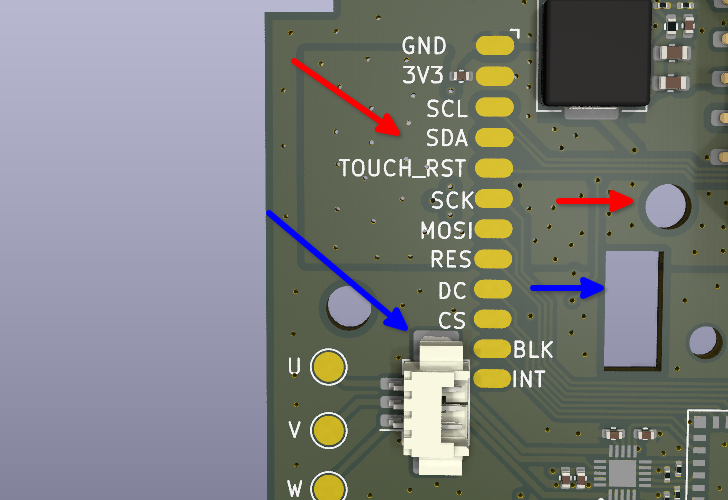 GND
3V3
SCL
SDA
TOUCH_RST
SCK
MOSI
RES
DC
CS
BLK
INT
U
V
W